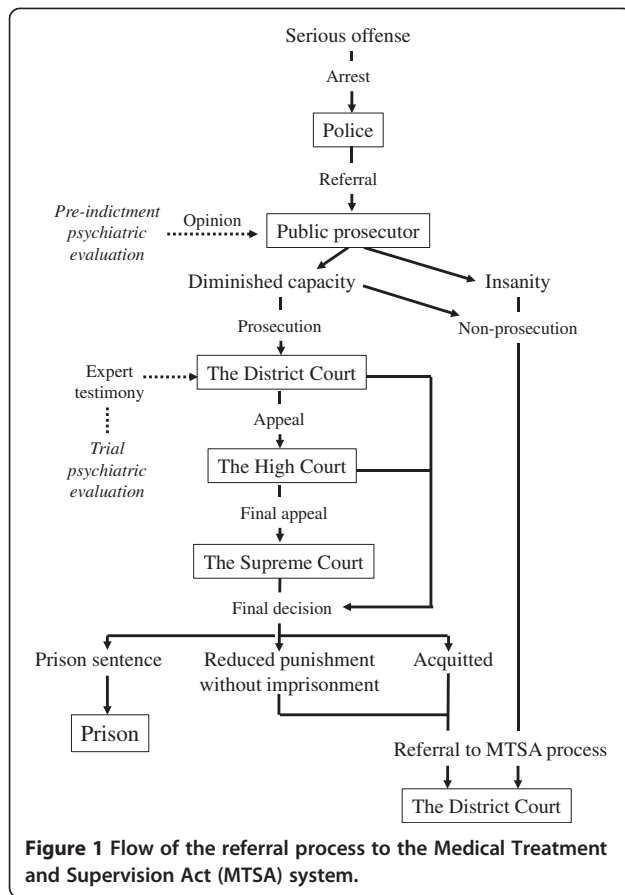 Serious offense
Arrest
Police
Referral
Pre-indictment
psychiatric
evaluation
Opinion
Public prosecutor
Diminished capacity
Insanity
Prosecution
Non-prosecution
Expert
testimony
The District Court
Trial
psychiatric
evaluation
Appeal
The High Court
Final appeal
The Supreme Court
Final decision
Prison sentence
Reduced punishment
without imprisonment
Acquitted
Prison
Referral to MTSA process
The District Court
Figure 1 Flow of the referral process to the Medical Treatment
and Supervision Act (MTSA) system.